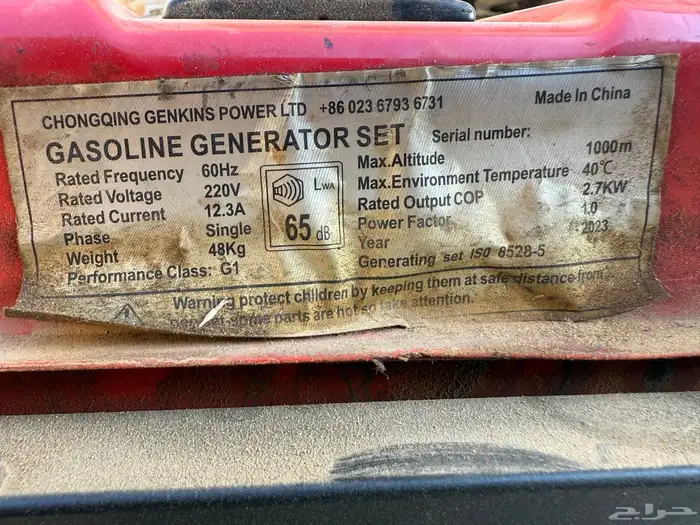 CHONGQING GENKINS POWER LTD +86 023 6793 6731 Made In China
GASOLINE GENERATOR SET Serial number:
Rated Frequency 60Hz
Rated Voltage 220V
Rated Current 12.3A
Phase Single
Weight 48Kg
Performance Class: G1
LWA
65 dB
Max.Altitude 1000m
Max.Environment Temperature 40℃
Rated Output COP 2.7KW
Power Factor 1.0
Year 2023
Generating set ISO 8528-5
Warning protect children by keeping them at safe distance from
some parts are hot so take attention.
حراج